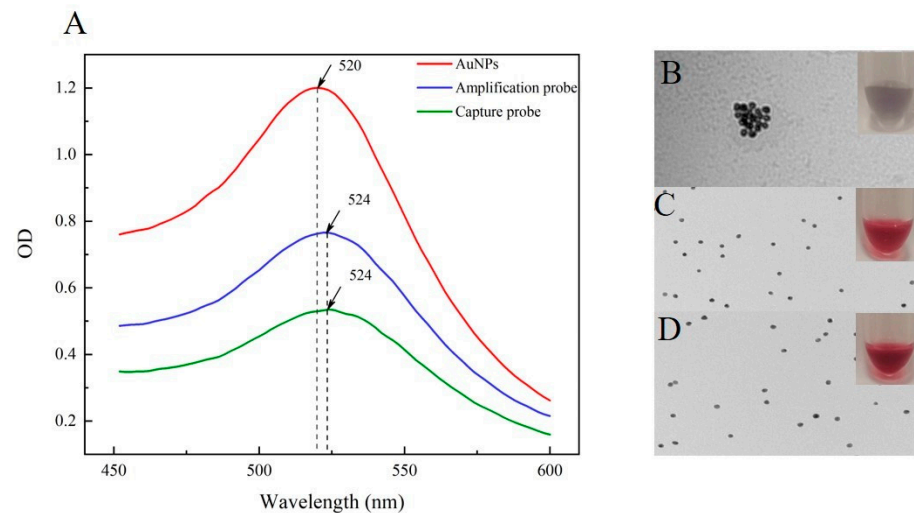 A
520
AuNPs
Amplification probe
Capture probe
1.2
1.0
0.8
0.6
0.4
0.2
524
524
OD
450
500
550
600
Wavelength (nm)
B
C
D